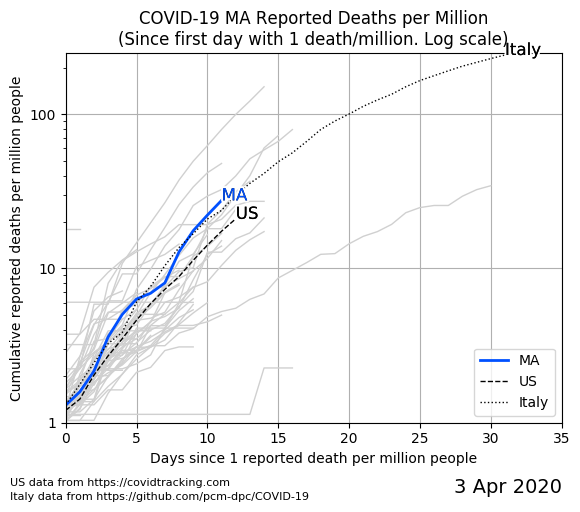 COVID-19 MA Reported Deaths per Million
(Since first day with 1 death/million. Log scale)
Italy
Cumulative reported deaths per million people
100
10
1
MA
US
MA
US
Italy
0 5 10 15 20 25 30 35
Days since 1 reported death per million people
US data from https://covidtracking.com
Italy data from https://github.com/pcm-dpc/COVID-19
3 Apr 2020